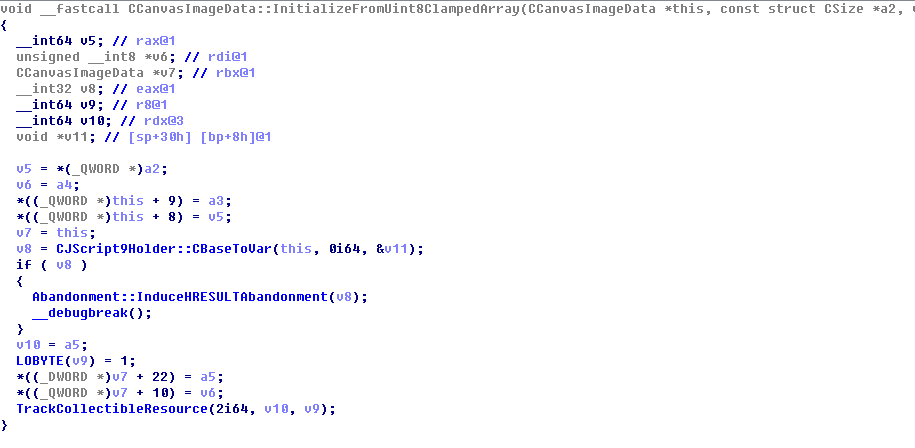 void __fastcall CCanvasImageData::InitializeFromUint8ClampedArray(CCanvasImageData *this, const struct CSize *a2,
{
__int64 v5; // rax@1
unsigned __int8 *v6; // rdi@1
CCanvasImageData *v7; // rbx@1
__int32 v8; // eax@1
__int64 v9; // r8@1
__int64 v10; // rdx@3
void *v11; // [sp+30h] [bp+8h]@1
v5 = *(_QWORD *)a2;
v6 = a4;
*((_QWORD *)this + 9) = a3;
*((_QWORD *)this + 8) = v5;
v7 = this;
v8 = CJScript9Holder::CBaseToVar(this, 0i64, &v11);
if ( v8 )
{
Abandonment::InduceHRESULTAbandonment(v8);
__debugbreak();
}
v10 = a5;
LOBYTE(v9) = 1;
*((_DWORD *)v7 + 22) = a5;
*((_QWORD *)v7 + 10) = v6;
TrackCollectibleResource(2i64, v10, v9);
}